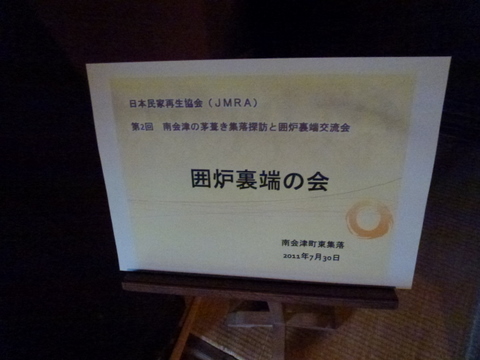 日本民家再生協会（JMRA）
第2回　南会津の茅葺き集落探訪と囲炉裏端交流会
囲炉裏端の会
南会津町東集落
2011年7月30日